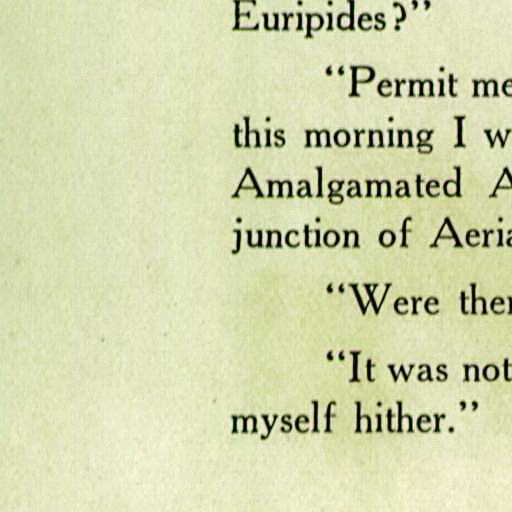 Euripides?”
“Permit me
this morning I w
Amalgamated A
junction of Aeria
“Were ther
“It was not
myself hither.”